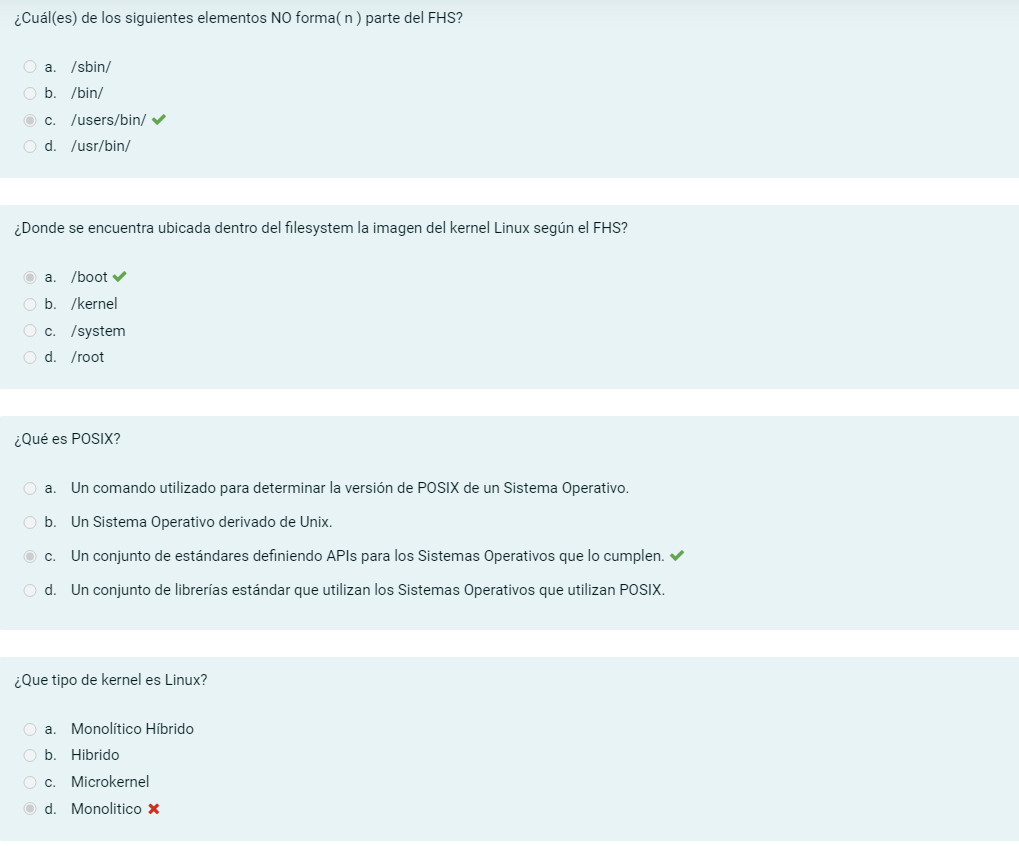 ¿Cuál(es) de los siguientes elementos NO forma( n ) parte del FHS?
a. /sbin/
b. /bin/
c. /users/bin/
d. /usr/bin/
¿Donde se encuentra ubicada dentro del filesystem la imagen del kernel Linux según el FHS?
a. /boot
b. /kernel
c. /system
d. /root
¿Qué es POSIX?
a. Un comando utilizado para determinar la versión de POSIX de un Sistema Operativo.
b. Un Sistema Operativo derivado de Unix.
c. Un conjunto de estándares definiendo APIs para los Sistemas Operativos que lo cumplen.
d. Un conjunto de librerías estándar que utilizan los Sistemas Operativos que utilizan POSIX.
¿Que tipo de kernel es Linux?
a. Monolítico Híbrido
b. Hibrido
c. Microkernel
d. Monolitico